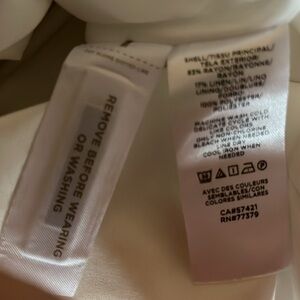 REMOVE BEFORE WEARING
OR WASHING
SHELL/TISSU PRINCIPAL/
TELA EXTERIOR/
83% RAYON/RAYONNE/
RAYON
17% LINEN/LIN/LINO
LINING/DOUBLURE/
FORRO
100% POLYESTER/
POLIESTER
MACHINE WASH COLD
DELICATE CYCLE WITH
LIKE COLORS
ONLY NON-CHLORINE
BLEACH WHEN NEEDED
LINE DRY
COOL IRON WHEN
NEEDED
AVEC DES COULEURS
SEMBLABLES/CON
COLORES SIMILARES
CA#57421
RN#77379